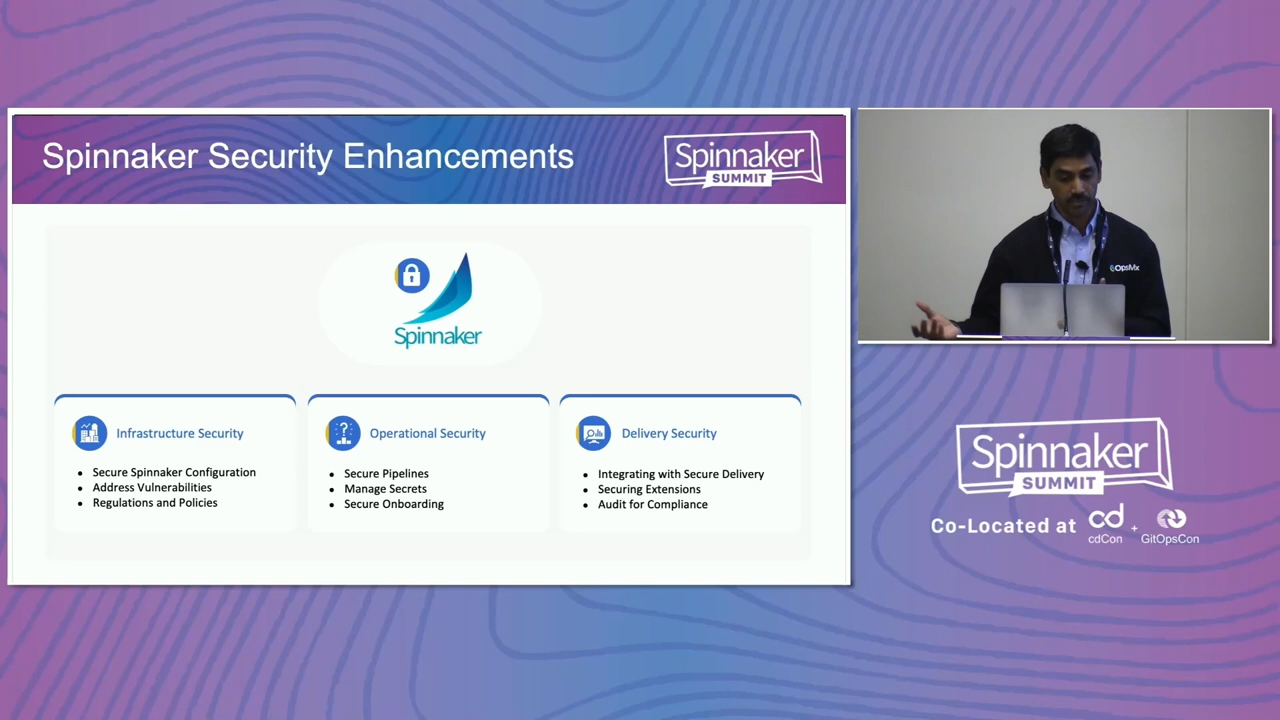 Spinnaker Security Enhancements
Spinnaker
SUMMIT
Spinnaker
Infrastructure Security
Secure Spinnaker Configuration
Address Vulnerabilities
Regulations and Policies
Operational Security
Secure Pipelines
Manage Secrets
Secure Onboarding
Delivery Security
Integrating with Secure Delivery
Securing Extensions
Audit for Compliance
OpsMx
Spinnaker
SUMMIT
Co-Located at cd cdCon + GitOpsCon